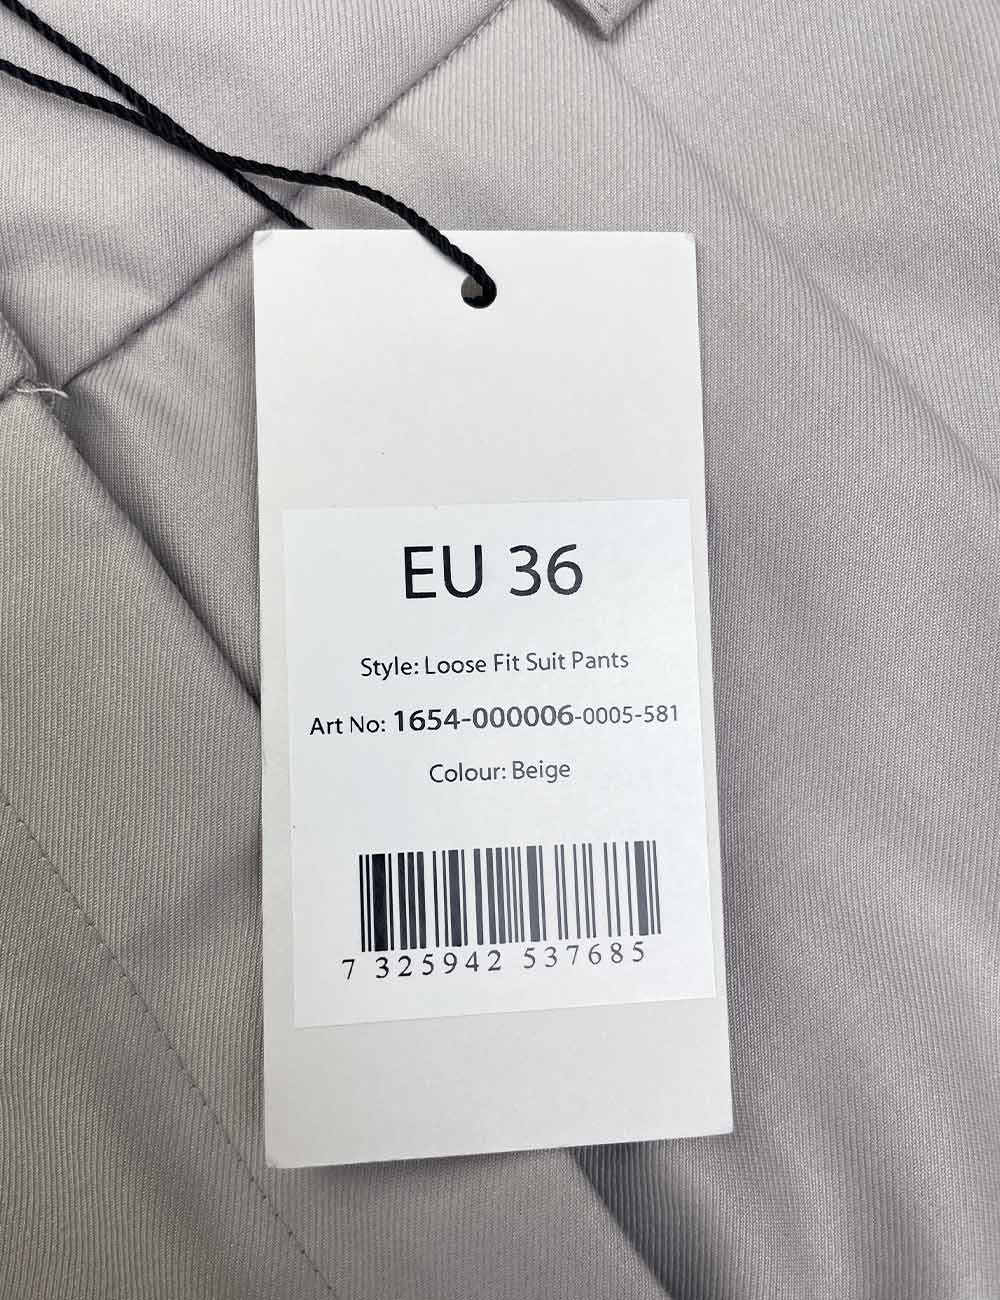 EU 36
Style: Loose Fit Suit Pants
Art No: 1654-000006-0005-581
Colour: Beige
7 325942 537685